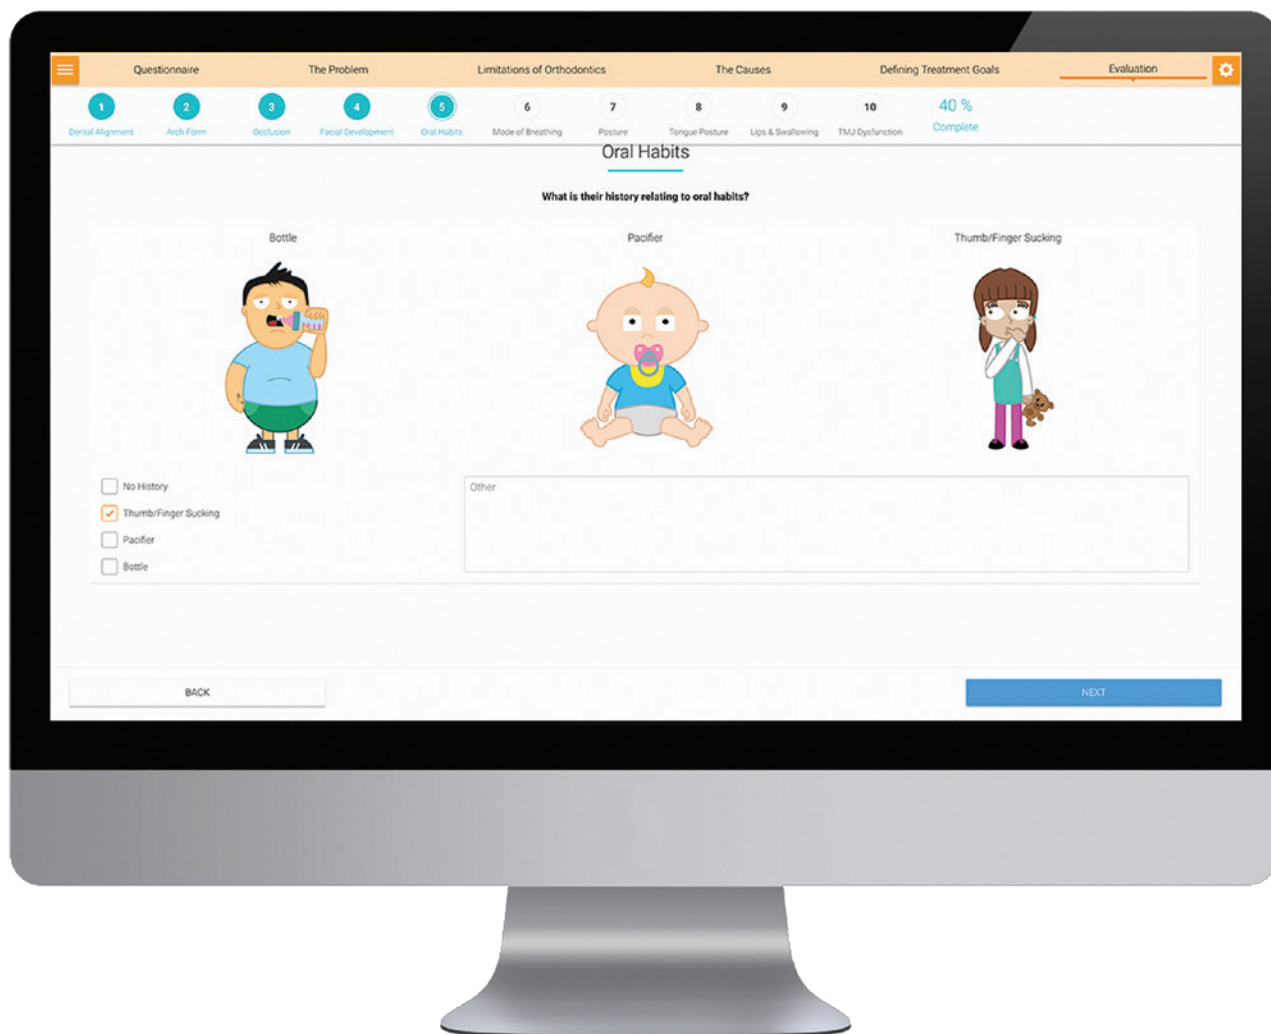 Questionnaire The Problem Limitations of Orthodontics The Causes Defining Treatment Goals Evaluation
1 2 3 4 5 6 7 8 9 10 40 %
Dental Alignment Arch Form Occlusion Facial Development Oral Habits Mode of Breathing Posture Tongue Posture Lips & Swallowing TMJ Dysfunction Complete
Oral Habits
What is their history relating to oral habits?
Bottle Pacifier Thumb/Finger Sucking
No History
Other
Thumb/Finger Sucking
Pacifier
Bottle
BACK NEXT